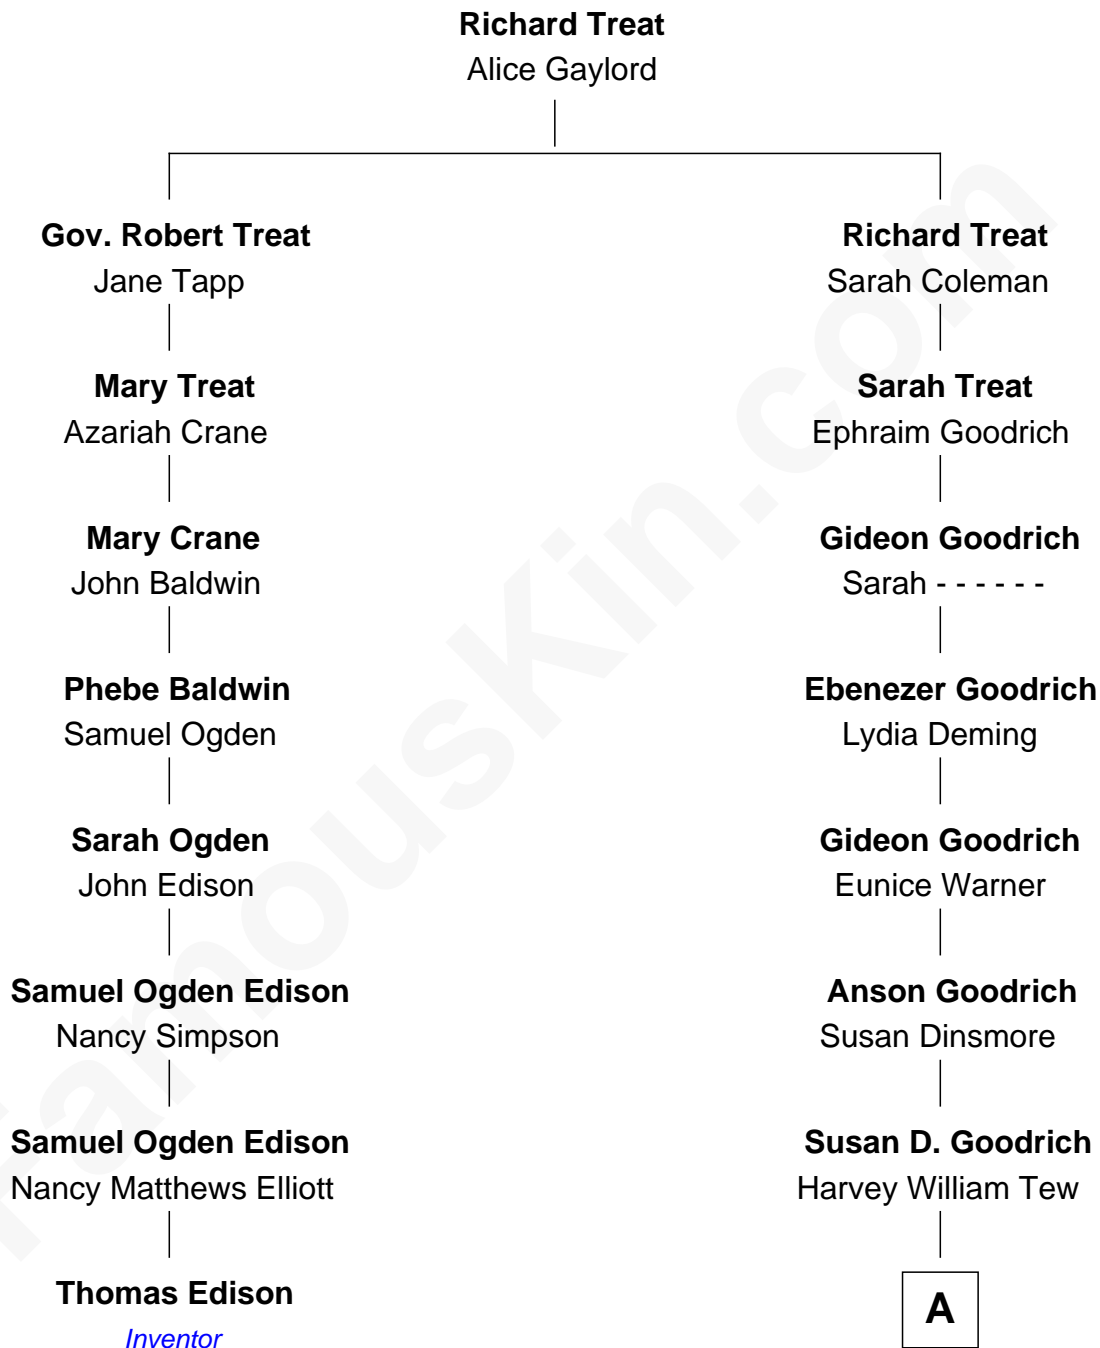 Richard Treat
Alice Gaylord
Gov. Robert Treat
Jane Tapp
Richard Treat
Sarah Coleman
Mary Treat
Azariah Crane
Sarah Treat
Ephraim Goodrich
Mary Crane
John Baldwin
Gideon Goodrich
Sarah - - - - - -
Phebe Baldwin
Samuel Ogden
Ebenezer Goodrich
Lydia Deming
Sarah Ogden
John Edison
Gideon Goodrich
Eunice Warner
Samuel Ogden Edison
Nancy Simpson
Anson Goodrich
Susan Dinsmore
Samuel Ogden Edison
Nancy Matthews Elliott
Susan D. Goodrich
Harvey William Tew
Thomas Edison
Inventor
A
FamousKin.com